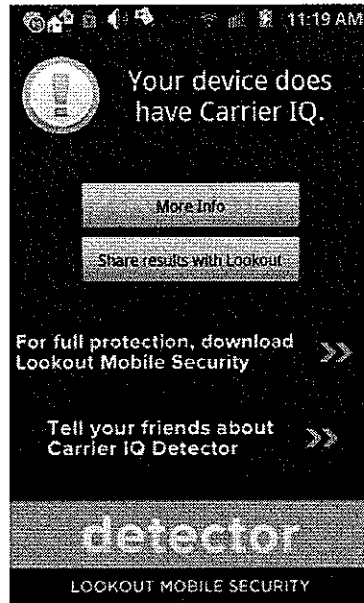 11:19 AM
Your device does
have Carrier IQ.
More Info
Share results with Lookout
For full protection, download
Lookout Mobile Security
Tell your friends about
Carrier IQ Detector
detector
LOOKOUT MOBILE SECURITY